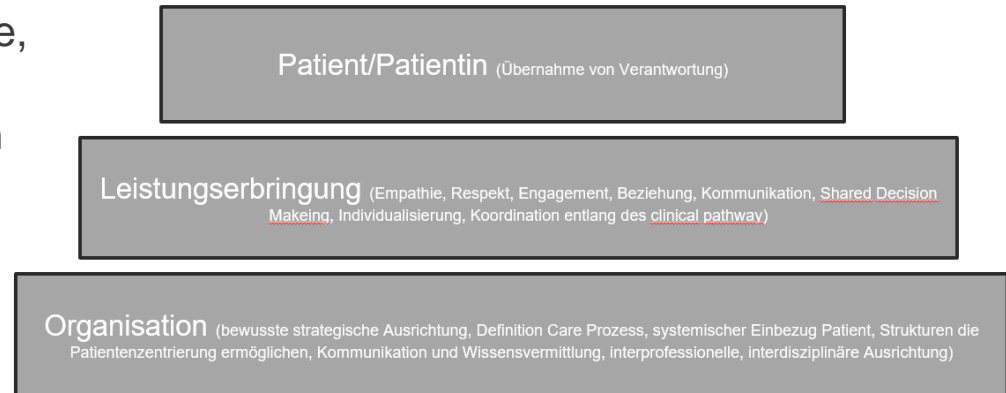 e,
n
Patient/Patientin (Übernahme von Verantwortung)
Leistungserbringung (Empathie, Respekt, Engagement, Beziehung, Kommunikation, Shared Decision
Makeing, Individualisierung, Koordination entlang des clinical pathway)
Organisation (bewusste strategische Ausrichtung, Definition Care Prozess, systemischer Einbezug Patient, Strukturen die
Patientenzentrierung ermöglichen, Kommunikation und Wissensvermittlung, interprofessionelle, interdisziplinäre Ausrichtung)